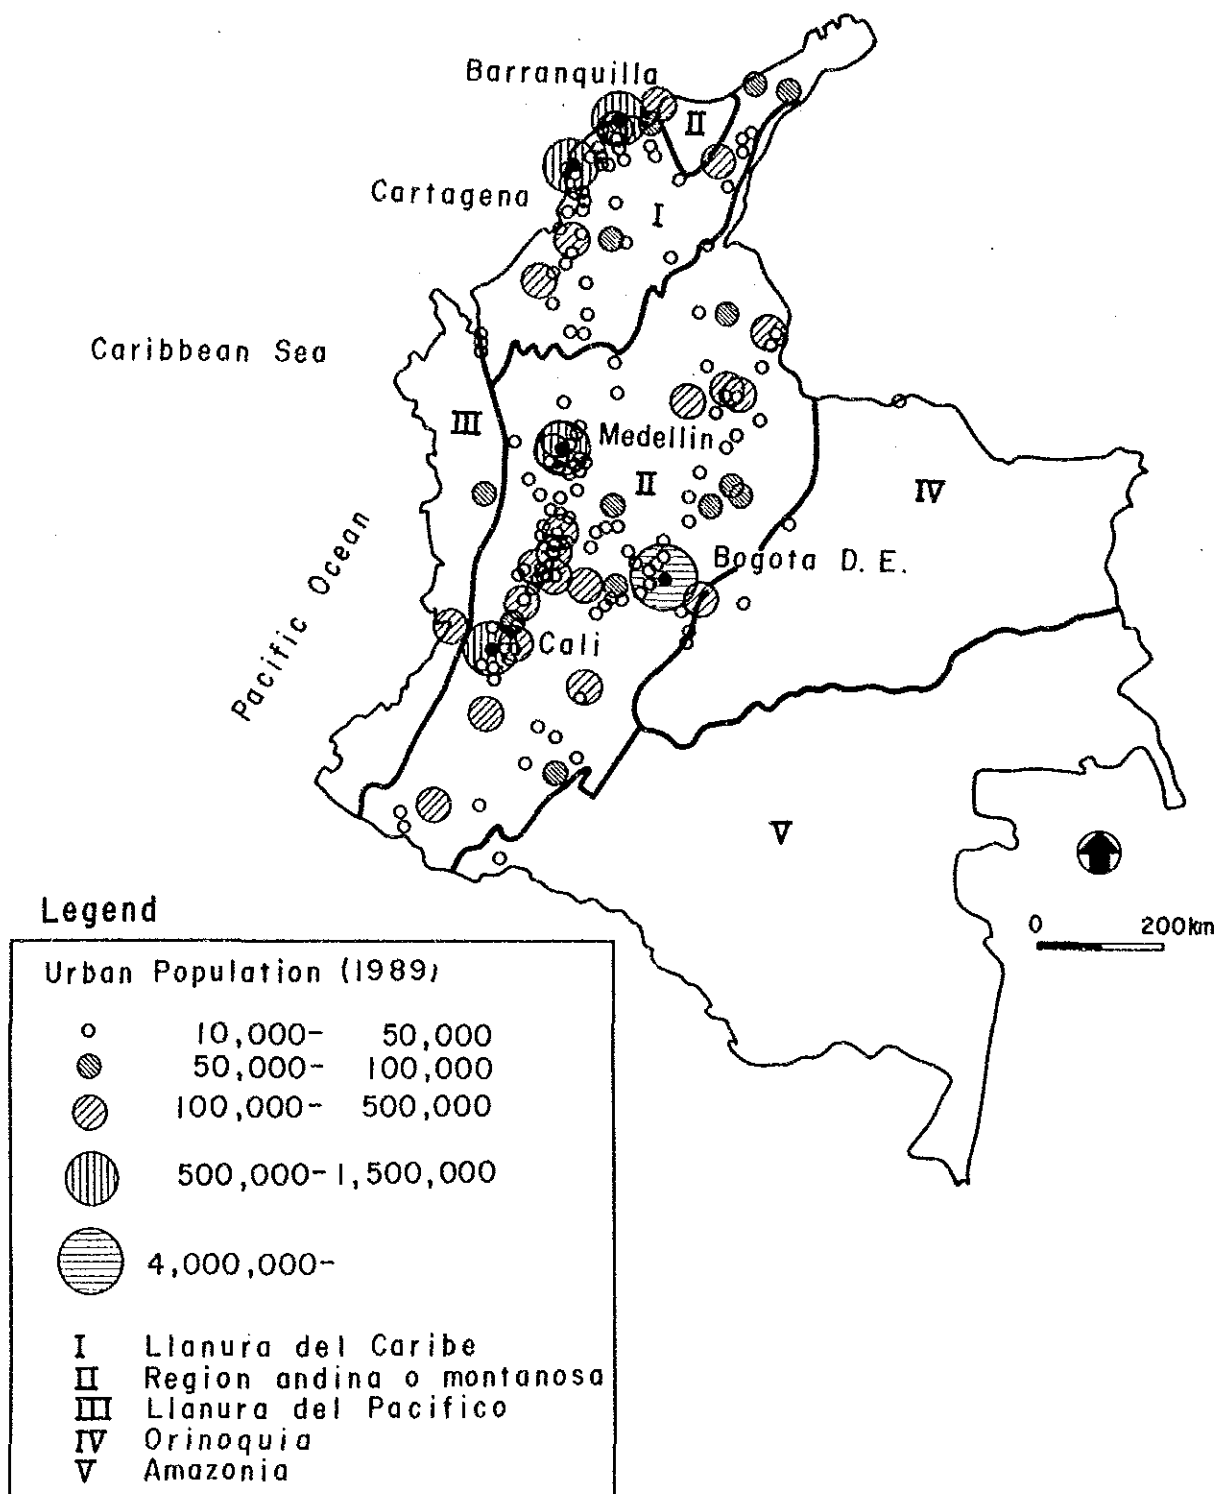 Barranquilla
II
Cartagena
I
Caribbean Sea
III
Medellin
II
IV
Pacific Ocean
Bogota D. E.
Cali
V
0 200km
Legend
Urban Population (1989)
10,000- 50,000
50,000- 100,000
100,000- 500,000
500,000-1,500,000
4,000,000-
I Llanura del Caribe
II Region andina o montanosa
III Llanura del Pacifico
IV Orinoquia
V Amazonia